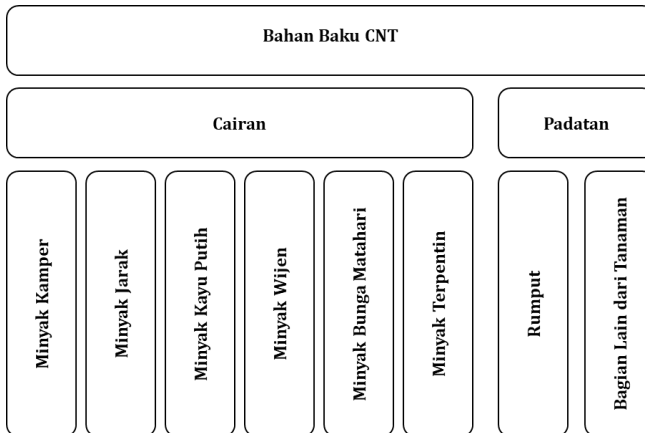 Bahan Baku CNT
Cairan
Padatan
Minyak Kamper
Minyak Jarak
Minyak Kayu Putih
Minyak Wijen
Minyak Bunga Matahari
Minyak Terpentin
Rumput
Bagian Lain dari Tanaman